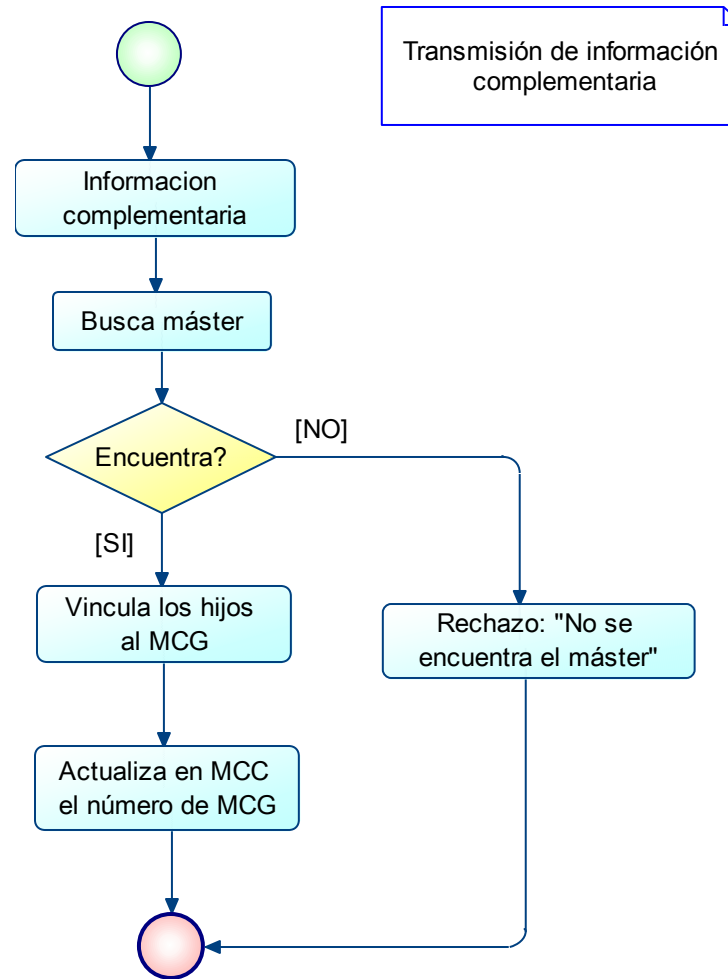 Transmisión de información
complementaria
Informacion
complementaria
Busca máster
Encuentra?
[NO]
[SI]
Vincula los hijos
al MCG
Rechazo: "No se
encuentra el máster"
Actualiza en MCC
el número de MCG